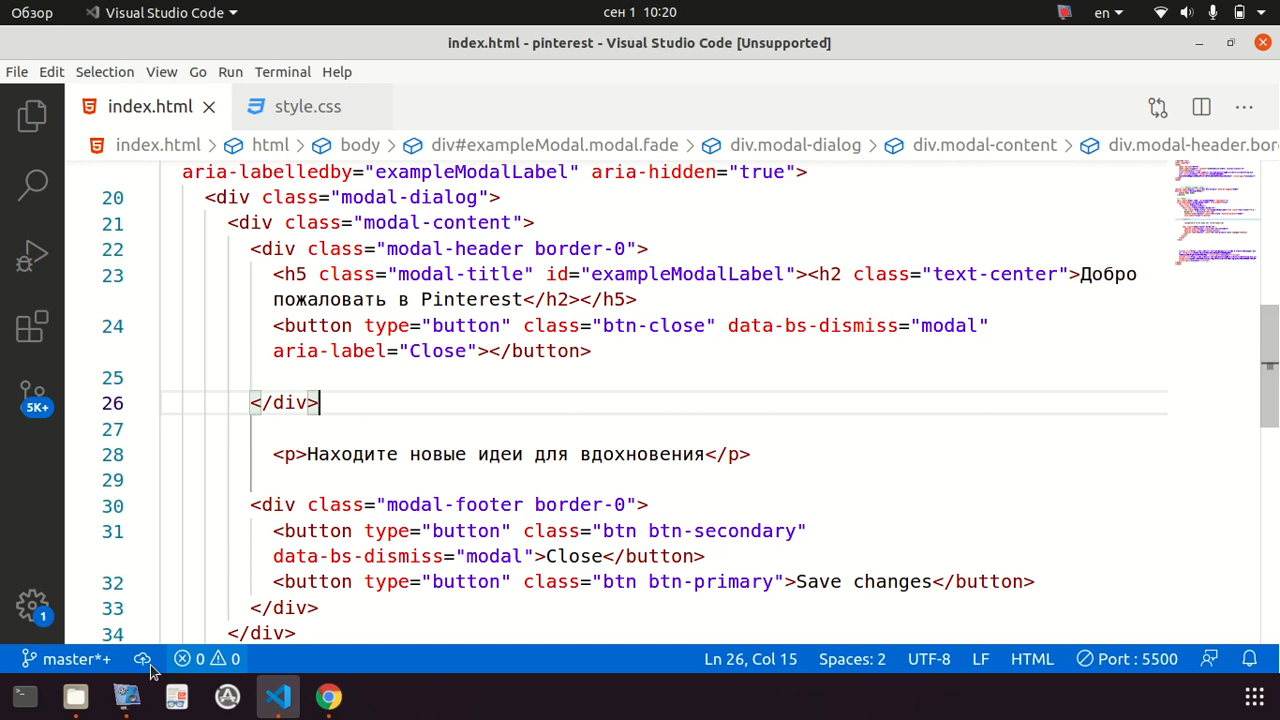 Обзор
Visual Studio Code
сен 1 10:20
en
index.html - pinterest - Visual Studio Code [Unsupported]
File Edit Selection View Go Run Terminal Help
index.html
style.css
index.html > html > body > div#exampleModal.modal.fade > div.modal-dialog > div.modal-content > div.modal-header.bor
aria-labelledby="exampleModalLabel" aria-hidden="true">
20 <div class="modal-dialog">
21 <div class="modal-content">
22 <div class="modal-header border-0">
23 <h5 class="modal-title" id="exampleModalLabel"><h2 class="text-center">Добро
пожаловать в Pinterest</h2></h5>
24 <button type="button" class="btn-close" data-bs-dismiss="modal"
aria-label="Close"></button>
25
26 </div>
27
28 <p>Находите новые идеи для вдохновения</p>
29
30 <div class="modal-footer border-0">
31 <button type="button" class="btn btn-secondary"
data-bs-dismiss="modal">Close</button>
32 <button type="button" class="btn btn-primary">Save changes</button>
33 </div>
34 </div>
5K+
1
master*+
0 0
Ln 26, Col 15
Spaces: 2
UTF-8
LF
HTML
Port : 5500